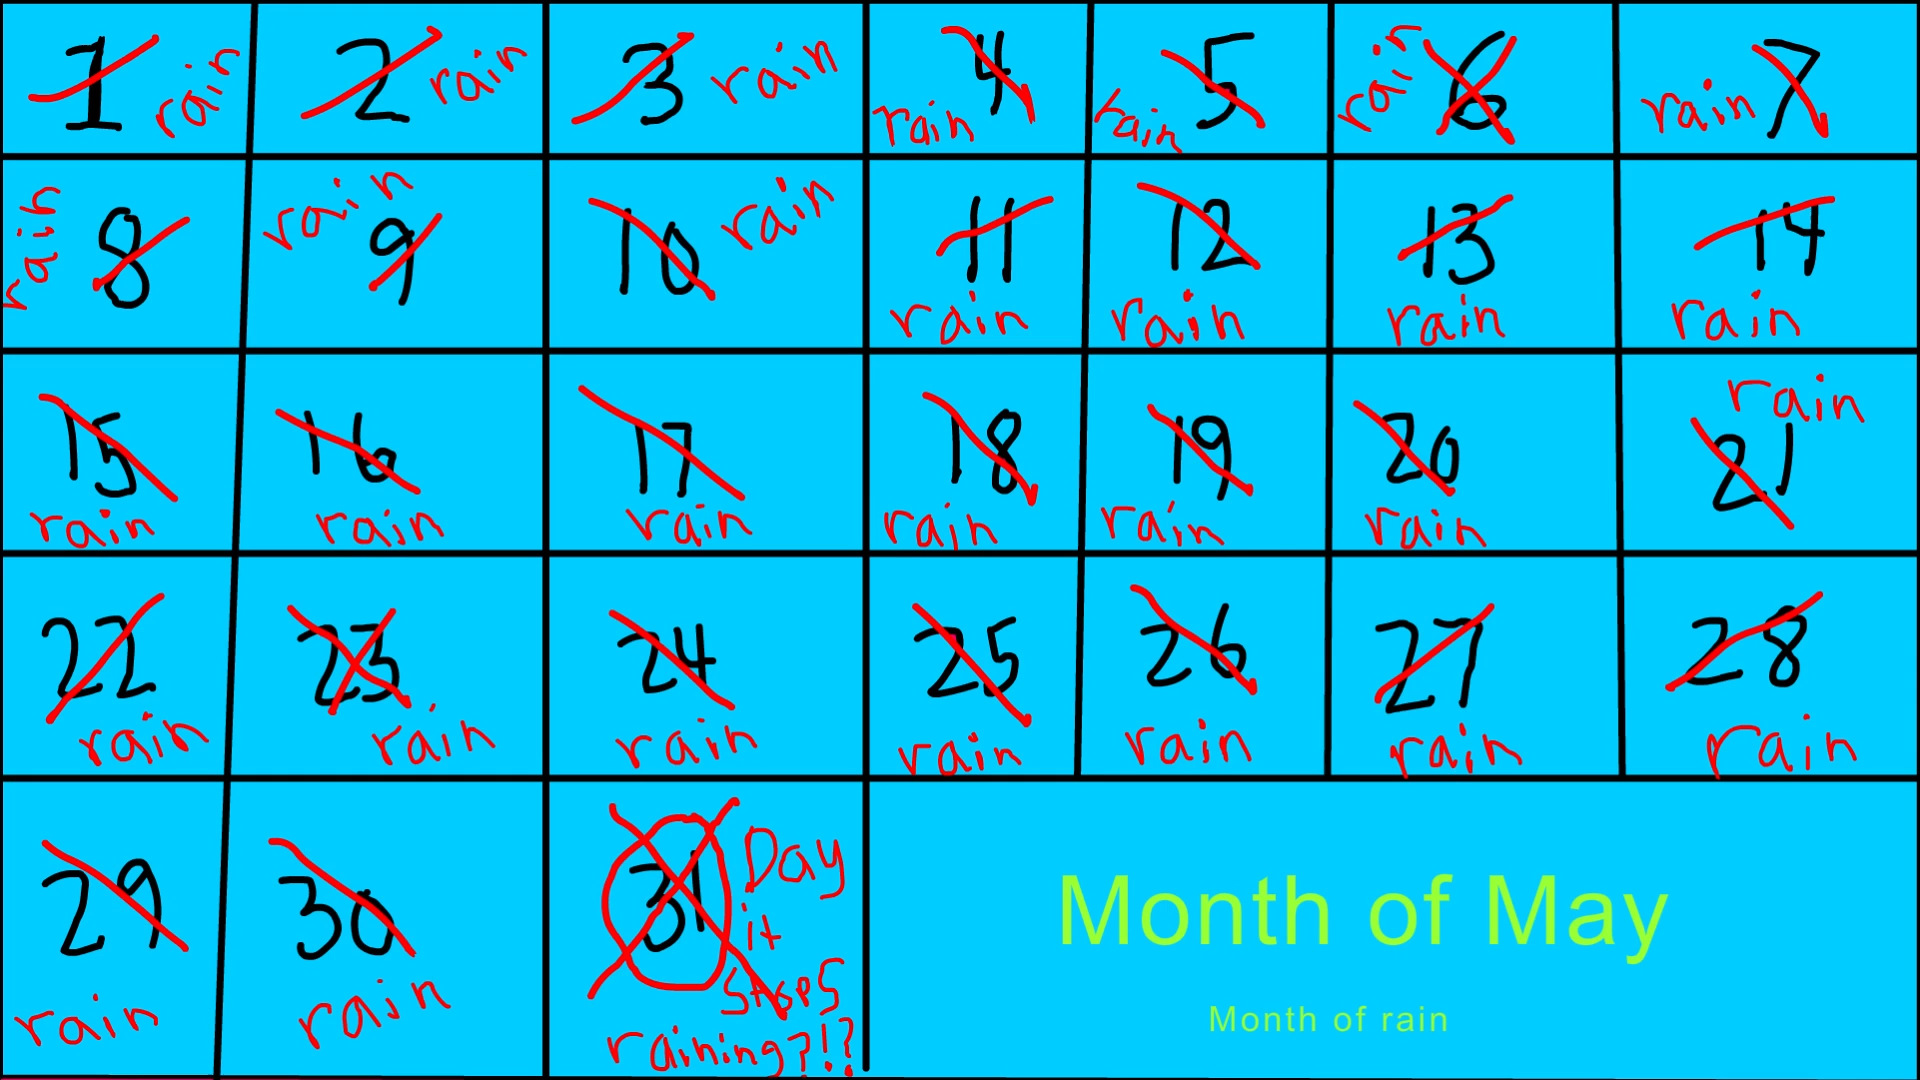 1 rain
2 rain
3 rain
4 rain
5 rain
6 rain
7 rain
8 rain
9 rain
10 rain
11 rain
12 rain
13 rain
14 rain
15 rain
16 rain
17 rain
18 rain
19 rain
20 rain
21 rain
22 rain
23 rain
24 rain
25 rain
26 rain
27 rain
28 rain
29 rain
30 rain
31 Day
it
stops
raining?!?
Month of May
Month of rain